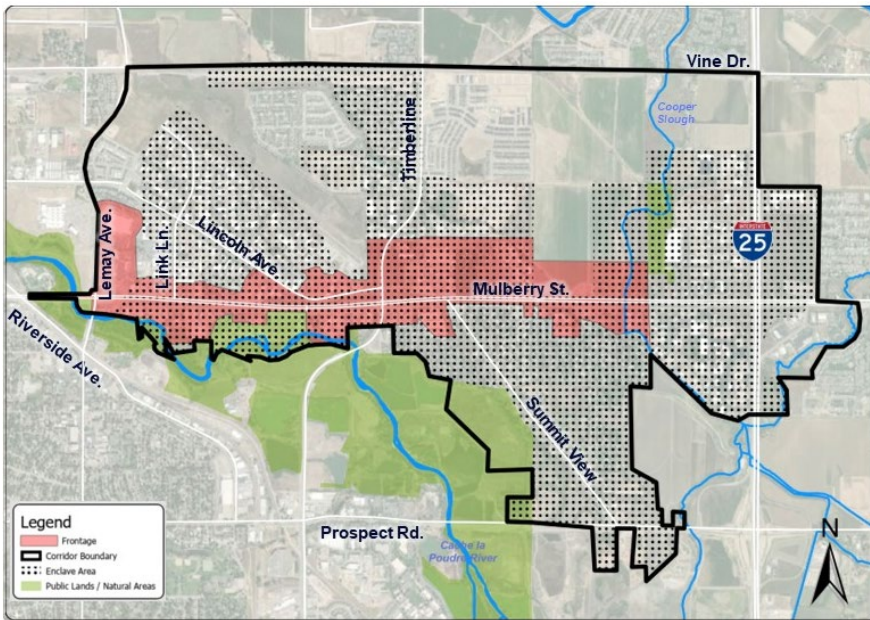 Vine Dr.
Cooper
Slough
Timberline
Lemay Ave.
Link Ln.
Lincoln Ave.
INTERSTATE
25
Mulberry St.
Riverside Ave.
Summit View
Prospect Rd.
Cache la
Poudre River
Legend
Frontage
Corridor Boundary
Enclave Area
Public Lands / Natural Areas
N